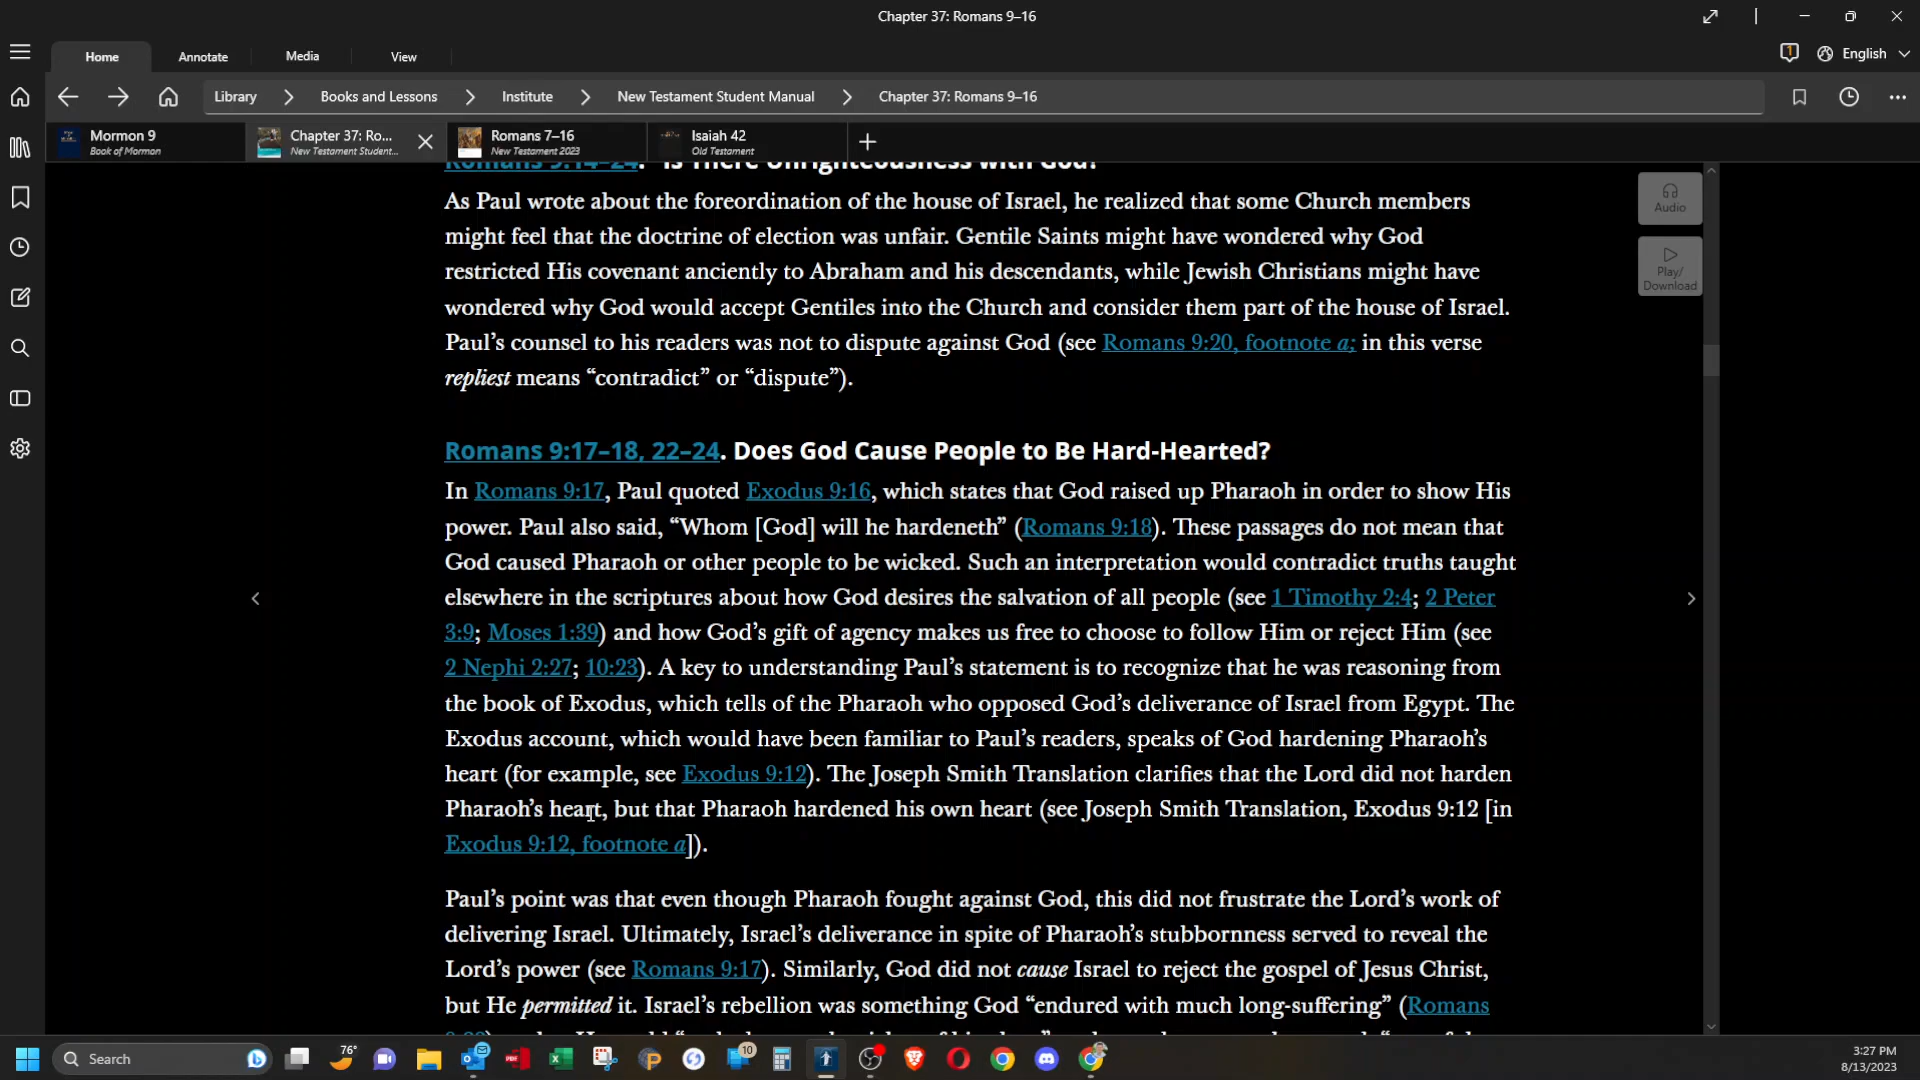 Chapter 37: Romans 9–16
Home
Annotate
Media
View
1
English
Library
Books and Lessons
Institute
New Testament Student Manual
Chapter 37: Romans 9–16
Mormon 9
Book of Mormon
Chapter 37: Ro...
New Testament Student...
Romans 7–16
New Testament 2023
Isaiah 42
Old Testament
Romans 9:14–24. “Is There Unrighteousness with God?”
As Paul wrote about the foreordination of the house of Israel, he realized that some Church members
might feel that the doctrine of election was unfair. Gentile Saints might have wondered why God
restricted His covenant anciently to Abraham and his descendants, while Jewish Christians might have
wondered why God would accept Gentiles into the Church and consider them part of the house of Israel.
Paul’s counsel to his readers was not to dispute against God (see Romans 9:20, footnote a; in this verse
repliest means “contradict” or “dispute”).
Audio
Play/
Download
Romans 9:17–18, 22–24. Does God Cause People to Be Hard-Hearted?
In Romans 9:17, Paul quoted Exodus 9:16, which states that God raised up Pharaoh in order to show His
power. Paul also said, “Whom [God] will he hardeneth” (Romans 9:18). These passages do not mean that
God caused Pharaoh or other people to be wicked. Such an interpretation would contradict truths taught
elsewhere in the scriptures about how God desires the salvation of all people (see 1 Timothy 2:4; 2 Peter
3:9; Moses 1:39) and how God’s gift of agency makes us free to choose to follow Him or reject Him (see
2 Nephi 2:27; 10:23). A key to understanding Paul’s statement is to recognize that he was reasoning from
the book of Exodus, which tells of the Pharaoh who opposed God’s deliverance of Israel from Egypt. The
Exodus account, which would have been familiar to Paul’s readers, speaks of God hardening Pharaoh’s
heart (for example, see Exodus 9:12). The Joseph Smith Translation clarifies that the Lord did not harden
Pharaoh’s heart, but that Pharaoh hardened his own heart (see Joseph Smith Translation, Exodus 9:12 [in
Exodus 9:12, footnote a]).
Paul’s point was that even though Pharaoh fought against God, this did not frustrate the Lord’s work of
delivering Israel. Ultimately, Israel’s deliverance in spite of Pharaoh’s stubbornness served to reveal the
Lord’s power (see Romans 9:17). Similarly, God did not cause Israel to reject the gospel of Jesus Christ,
but He permitted it. Israel’s rebellion was something God “endured with much long-suffering” (Romans
Search
76°
PDF
10
3:27 PM
8/13/2023